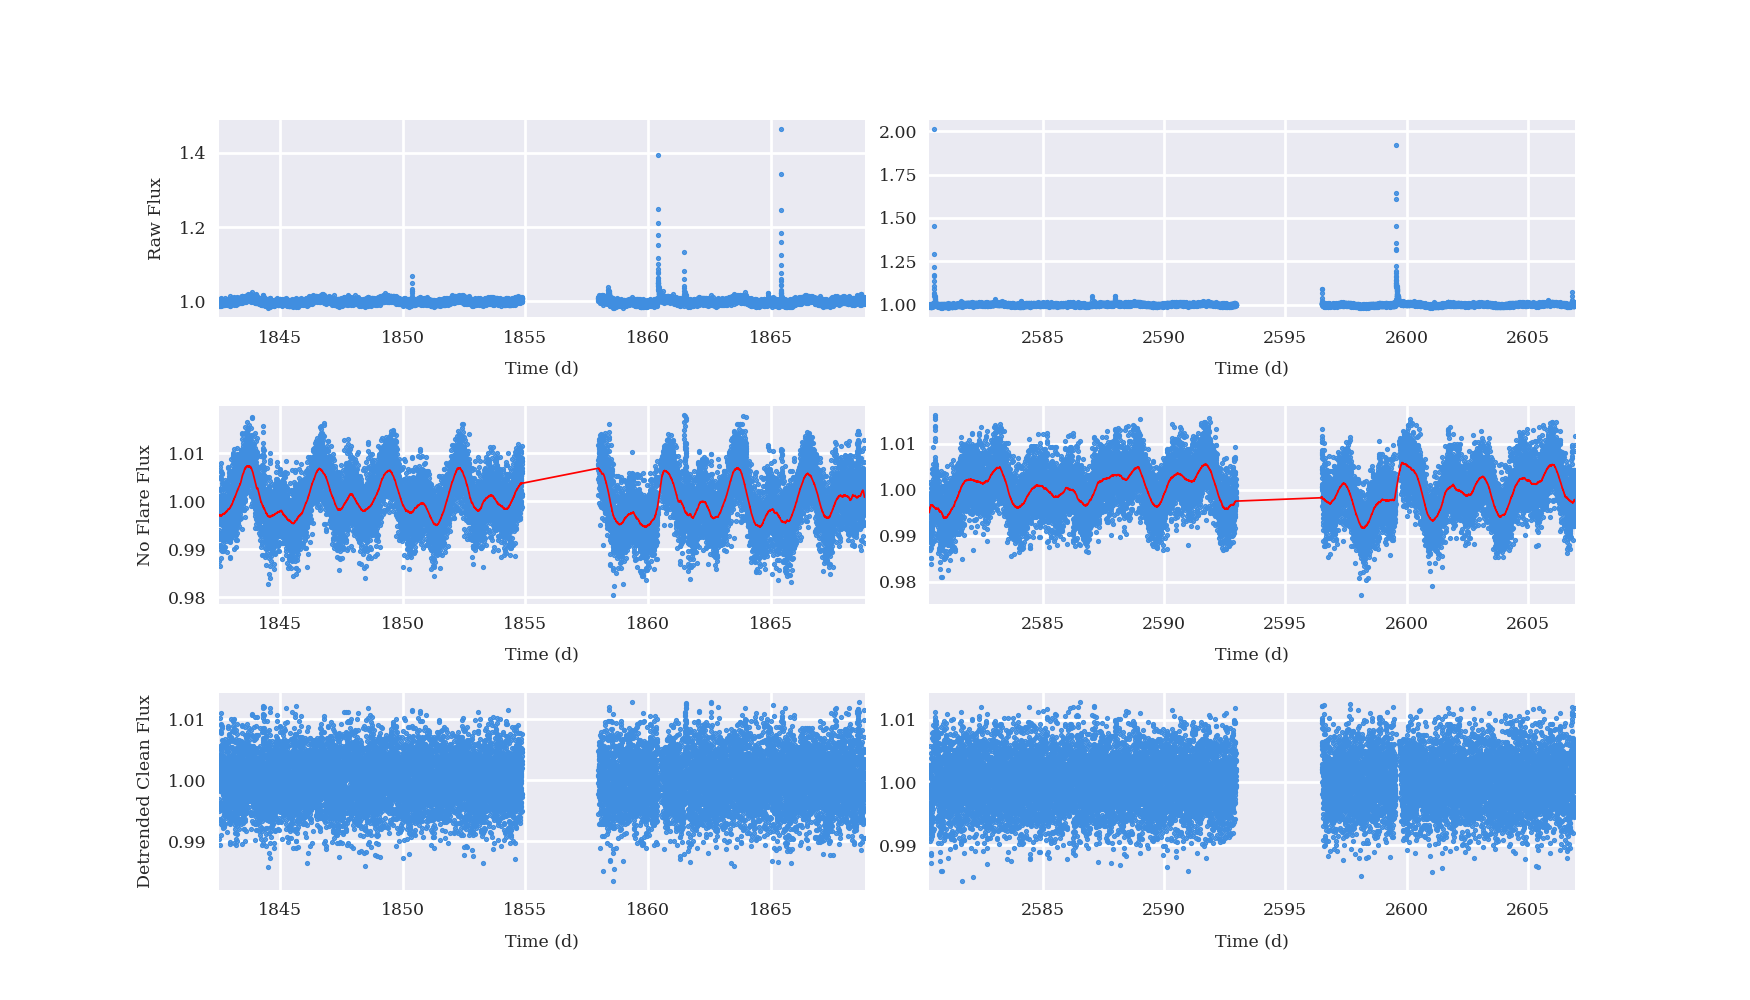 Raw Flux
1.4
1.2
1.0
1845 1850 1855 1860 1865
Time (d)
2.00
1.75
1.50
1.25
1.00
2585 2590 2595 2600 2605
Time (d)
No Flare Flux
1.01
1.00
0.99
0.98
1845 1850 1855 1860 1865
Time (d)
1.01
1.00
0.99
0.98
2585 2590 2595 2600 2605
Time (d)
Detrended Clean Flux
1.01
1.00
0.99
1845 1850 1855 1860 1865
Time (d)
1.01
1.00
0.99
2585 2590 2595 2600 2605
Time (d)